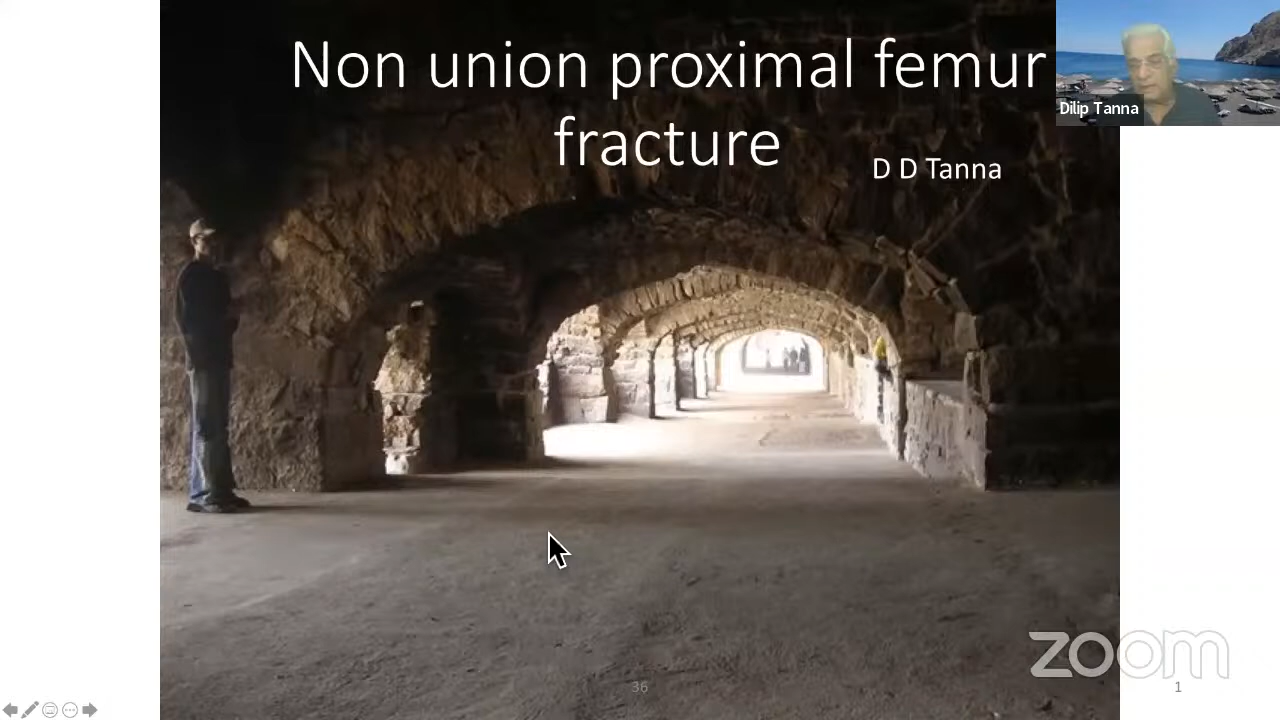 Non union proximal femur
fracture
D D Tanna
Dilip Tanna
zoom
36
1